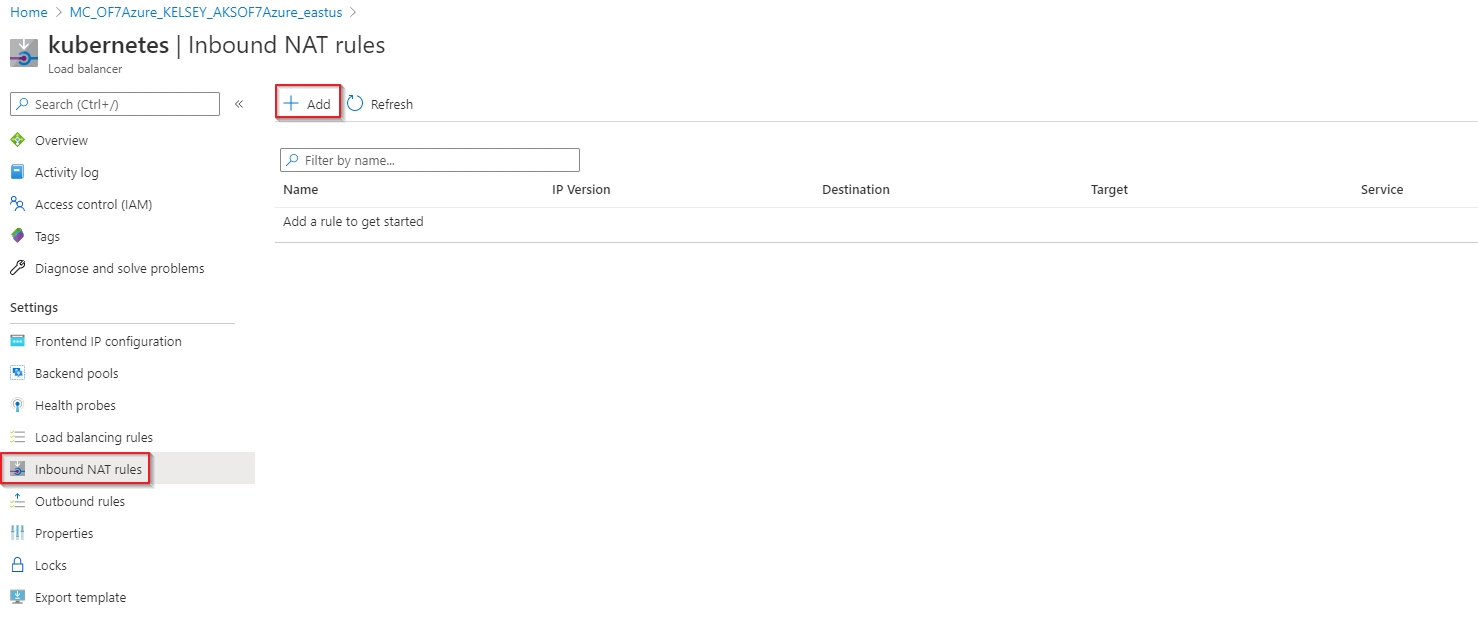 Home > MC_OF7Azure_KELSEY_AKSOF7Azure_eastus >
kubernetes | Inbound NAT rules
Load balancer
Search (Ctrl+/) «
+ Add Refresh
Overview
Activity log
Access control (IAM)
Tags
Diagnose and solve problems
Settings
Frontend IP configuration
Backend pools
Health probes
Load balancing rules
Inbound NAT rules
Outbound rules
Properties
Locks
Export template
Filter by name...
Name IP Version Destination Target Service
Add a rule to get started